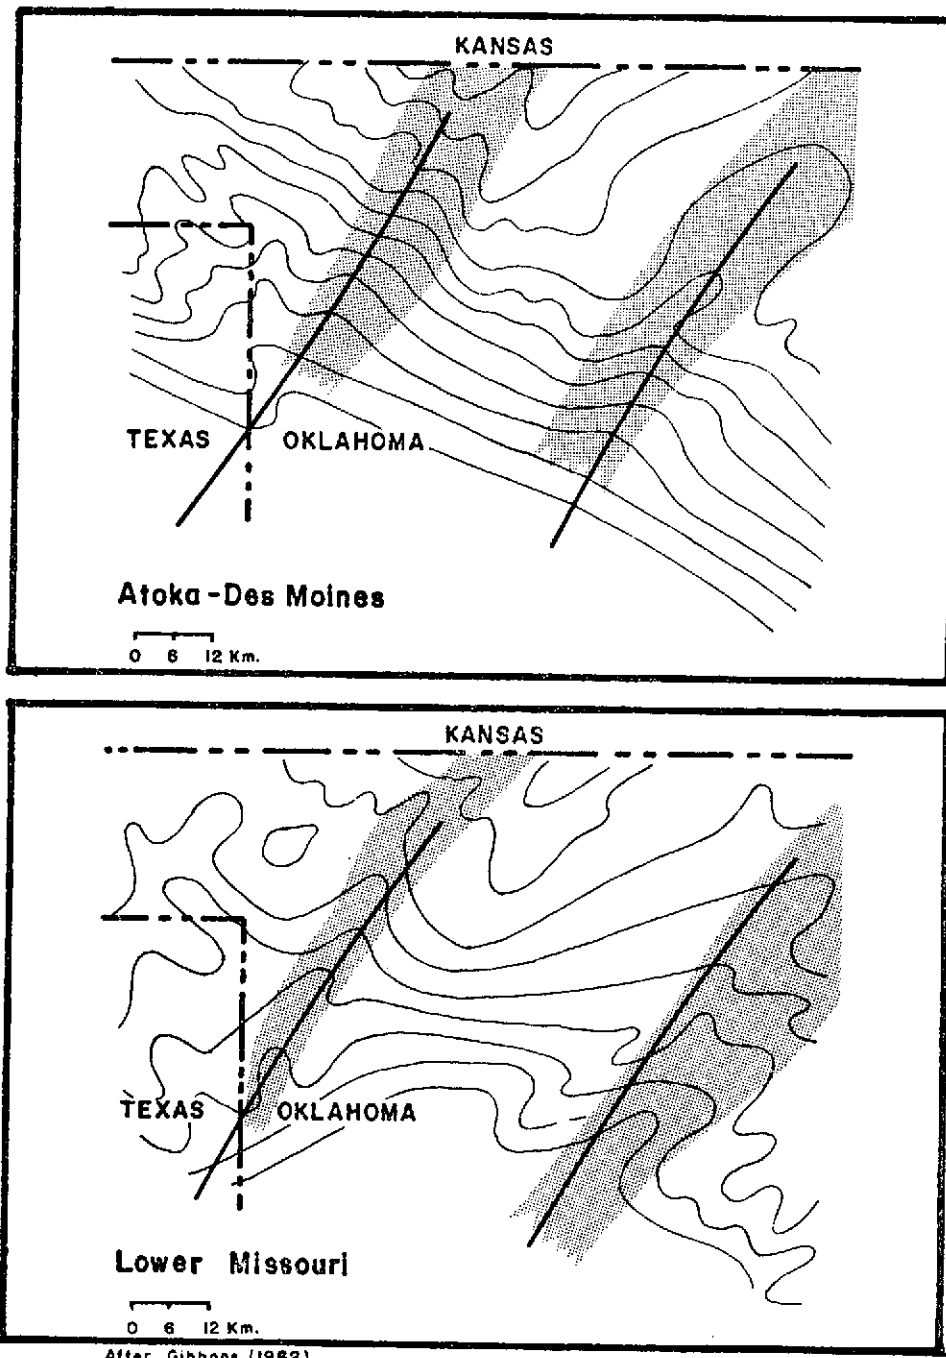 KANSAS
TEXAS OKLAHOMA
Atoka-Des Moines
0 6 12 Km.
KANSAS
TEXAS OKLAHOMA
Lower Missouri
0 6 12 Km.
After Gibbons (1962)